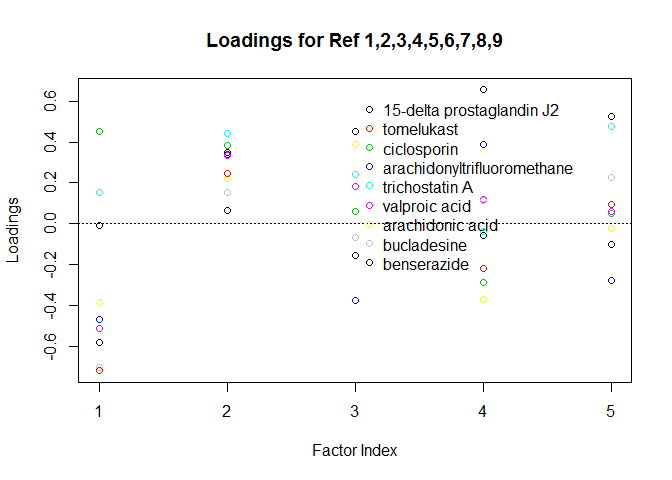 Loadings for Ref 1,2,3,4,5,6,7,8,9
Loadings
0.6
0.4
0.2
0.0
-0.2
-0.4
-0.6
15-delta prostaglandin J2
tomelukast
ciclosporin
arachidonyltrifluoromethane
trichostatin A
valproic acid
arachidonic acid
bucladesine
benserazide
1 2 3 4 5
Factor Index